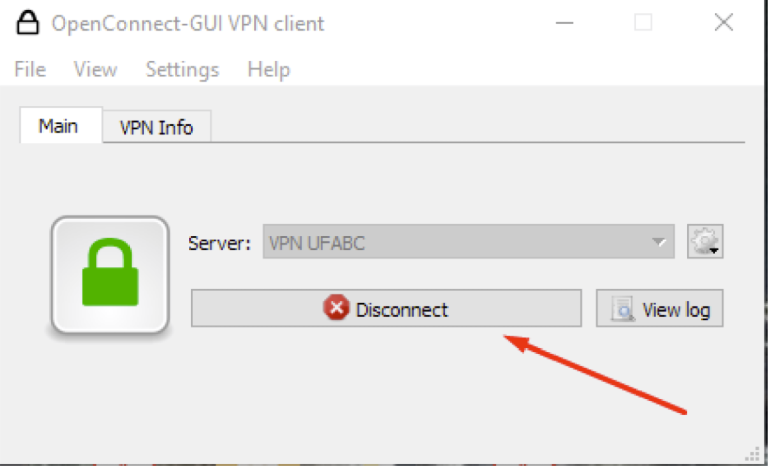 OpenConnect-GUI VPN client
File View Settings Help
Main VPN Info
Server: VPN UFABC
Disconnect View log